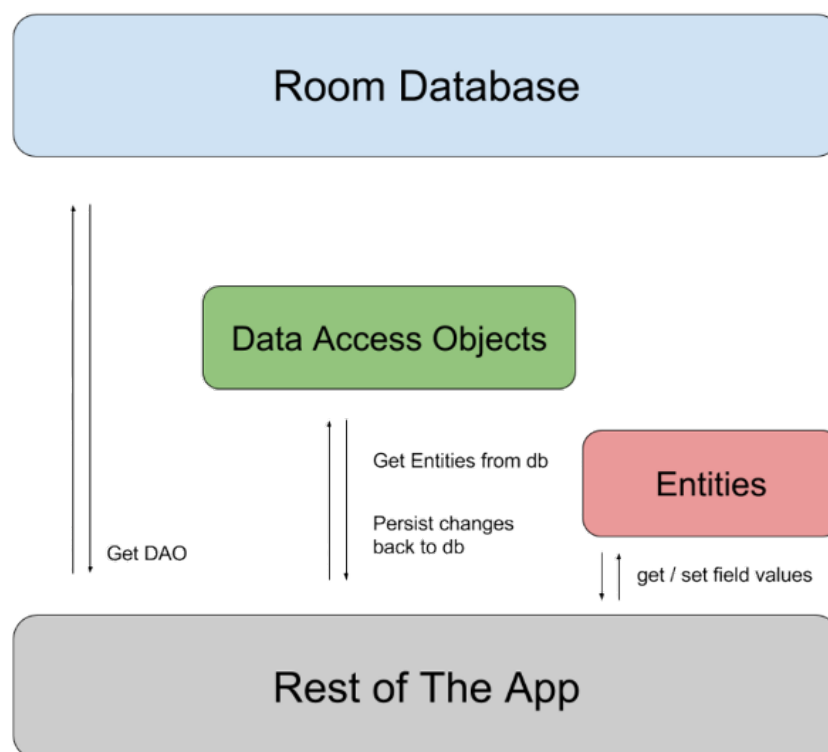 Room Database
Data Access Objects
Get Entities from db
Persist changes
back to db
Entities
Get DAO
get / set field values
Rest of The App